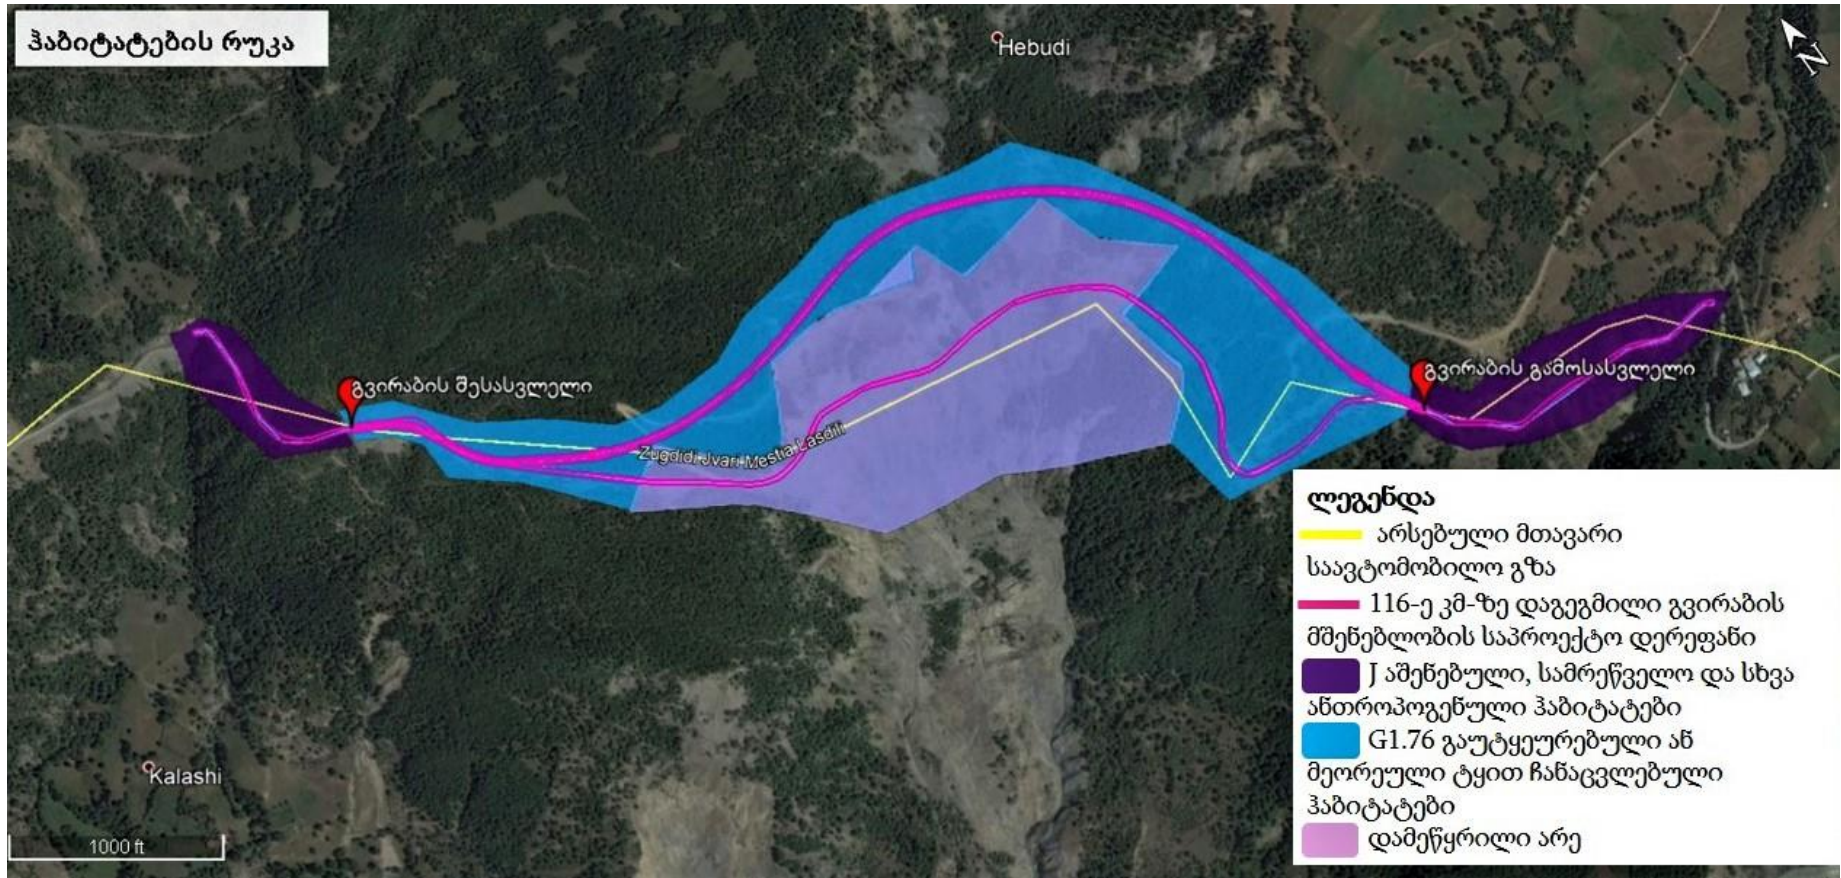 ჰაბიტატების რუკა
Hebudi
N
გვირაბის შესასვლელი
გვირაბის გამოსასვლელი
Zugdidi Jvari Mestia Lasdili
Kalashi
1000 ft
ლეგენდა
არსებული მთავარი
საავტომობილო გზა
116-ე კმ-ზე დაგეგმილი გვირაბის
მშენებლობის საპროექტო დერეფანი
J აშენებული, სამრეწველო და სხვა
ანთროპოგენული ჰაბიტატები
G1.76 გაუტყეურებული ან
მეორეული ტყით ჩანაცვლებული
ჰაბიტატები
დამეწყრილი არე